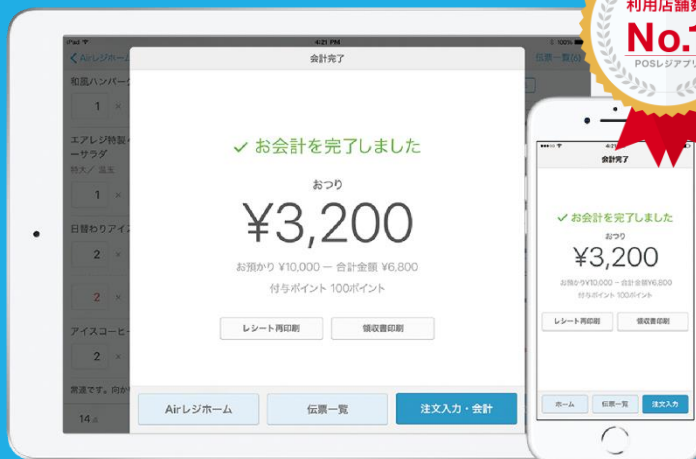 利用店舗数
No.1
POSレジアプリ
iPad
4:21 PM
100%
Airレジホーム
会計完了
伝票一覧
和風ハンバーグ
1 ×
エアレジ特製
ーサラダ
特大／ 温玉
1 ×
日替わりアイ
2 ×
2 ×
アイスコーヒー
2 ×
常連です。向か
14点
お会計を完了しました
おつり
¥3,200
お預かり ¥10,000 － 合計金額 ¥6,800
付与ポイント 100ポイント
レシート再印刷
領収書印刷
Airレジホーム
伝票一覧
注文入力・会計
会計完了
お会計を完了しました
おつり
¥3,200
お預かり¥10,000 － 合計金額 ¥6,800
付与ポイント 100ポイント
レシート再印刷
領収書印刷
ホーム
伝票一覧
注文入力